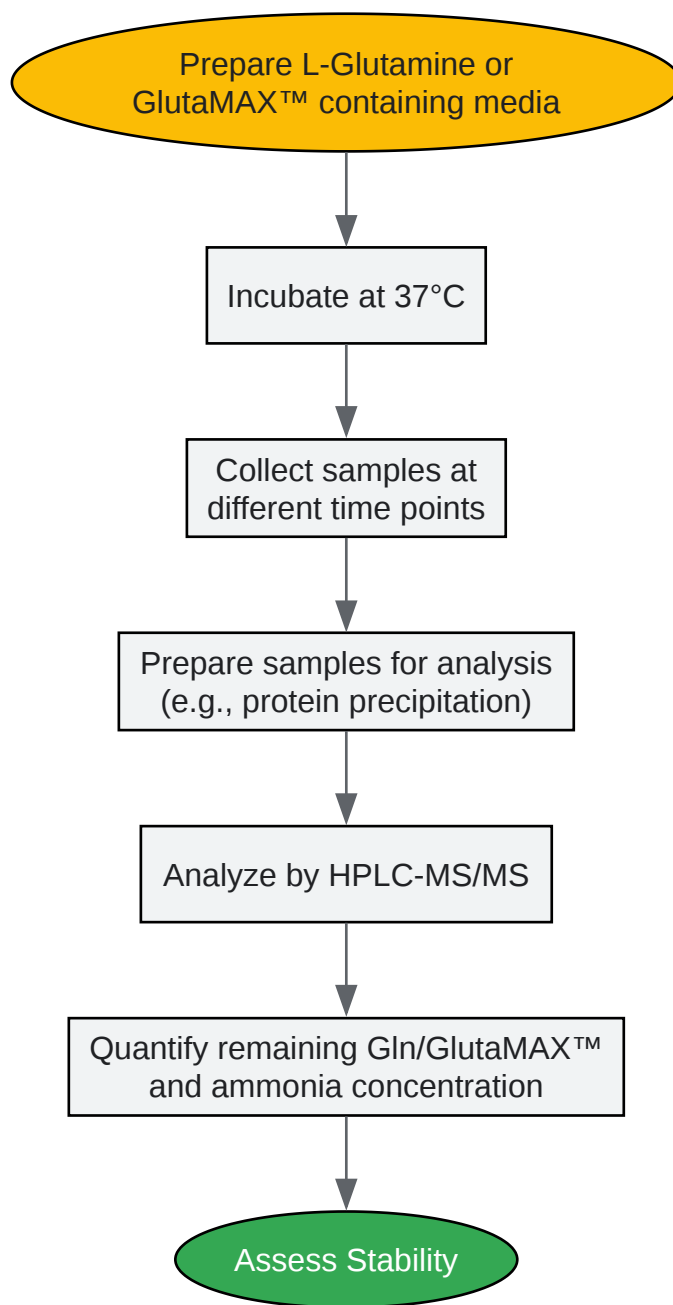 Prepare L-Glutamine or
GlutaMAX™ containing media
Incubate at 37°C
Collect samples at
different time points
Prepare samples for analysis
(e.g., protein precipitation)
Analyze by HPLC-MS/MS
Quantify remaining Gln/GlutaMAX™
and ammonia concentration
Assess Stability